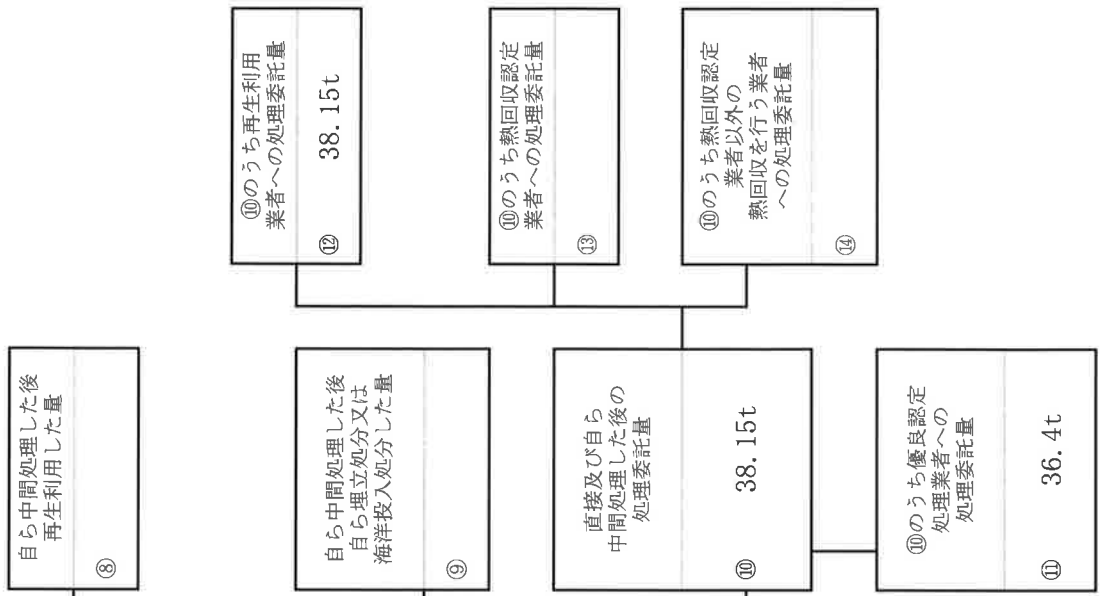 自ら中間処理した後
再生利用した量
⑧
自ら中間処理した後
自ら埋立処分又は
海洋投入処分した量
⑨
直接及び自ら
中間処理した後の
処理委託量
⑩ 38.15t
⑩のうち優良認定
処理業者への
処理委託量
⑪ 36.4t
⑩のうち再生利用
業者への処理委託量
⑫ 38.15t
⑩のうち熱回収認定
業者への処理委託量
⑬
⑩のうち熱回収認定
業者以外の
熱回収を行う業者
への処理委託量
⑭